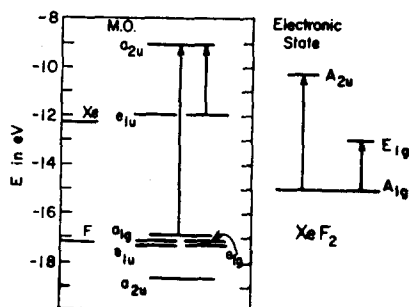 -8
-10
-12
-14
-16
-18
E in eV
M.O.
a2u
Xe
e1u
F
a1g
e1u
e1g
a2u
Electronic
State
A2u
E1g
A1g
XeF2